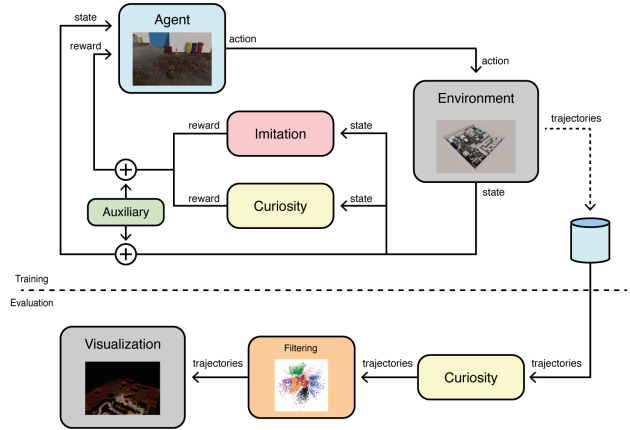 state
Agent
reward
action
action
Environment
trajectories
reward
Imitation
state
reward
Curiosity
state
state
Auxiliary
Training
Evaluation
Visualization
trajectories
Filtering
trajectories
Curiosity
trajectories